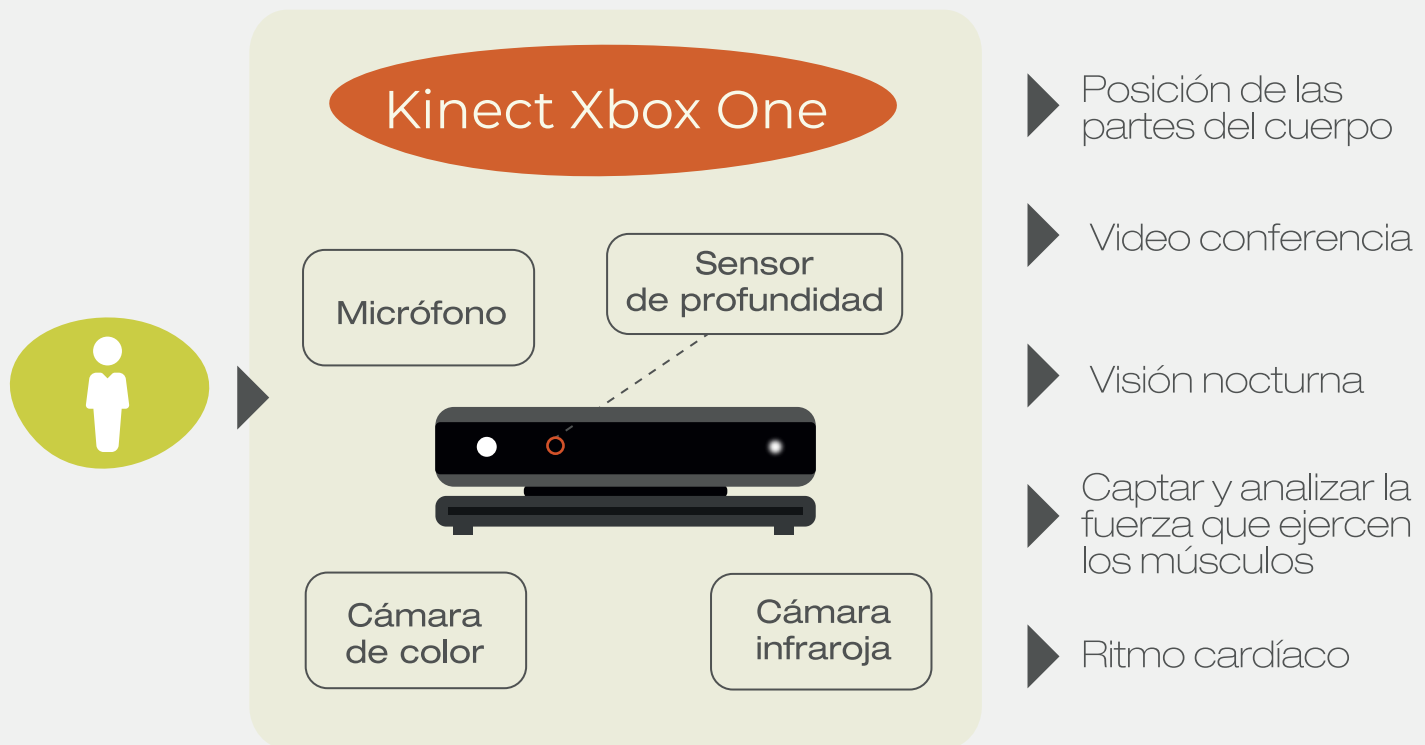 Kinect Xbox One
Micrófono
Sensor
de profundidad
Cámara
de color
Cámara
infraroja
Posición de las
partes del cuerpo
Video conferencia
Visión nocturna
Captar y analizar la
fuerza que ejercen
los músculos
Ritmo cardíaco